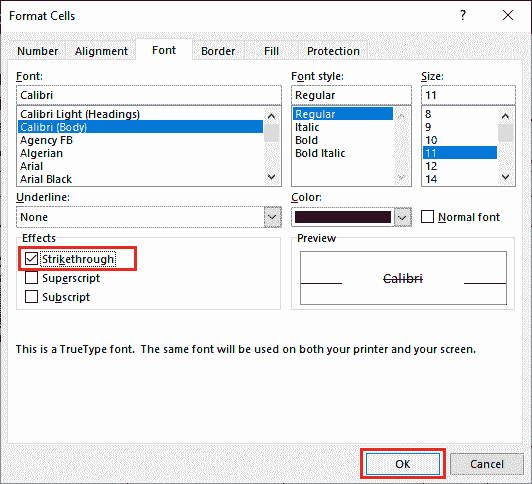 Format Cells ? ×
Number Alignment Font Border Fill Protection
Font: Font style: Size:
Calibri Regular 11
Calibri Light (Headings) Regular 8
Calibri (Body) Italic 9
Agency FB Bold 10
Algerian Bold Italic 11
Arial 12
Arial Black 14
Underline: Color:
None Normal font
Effects Preview
Strikethrough
Superscript Calibri
Subscript
This is a TrueType font. The same font will be used on both your printer and your screen.
OK Cancel